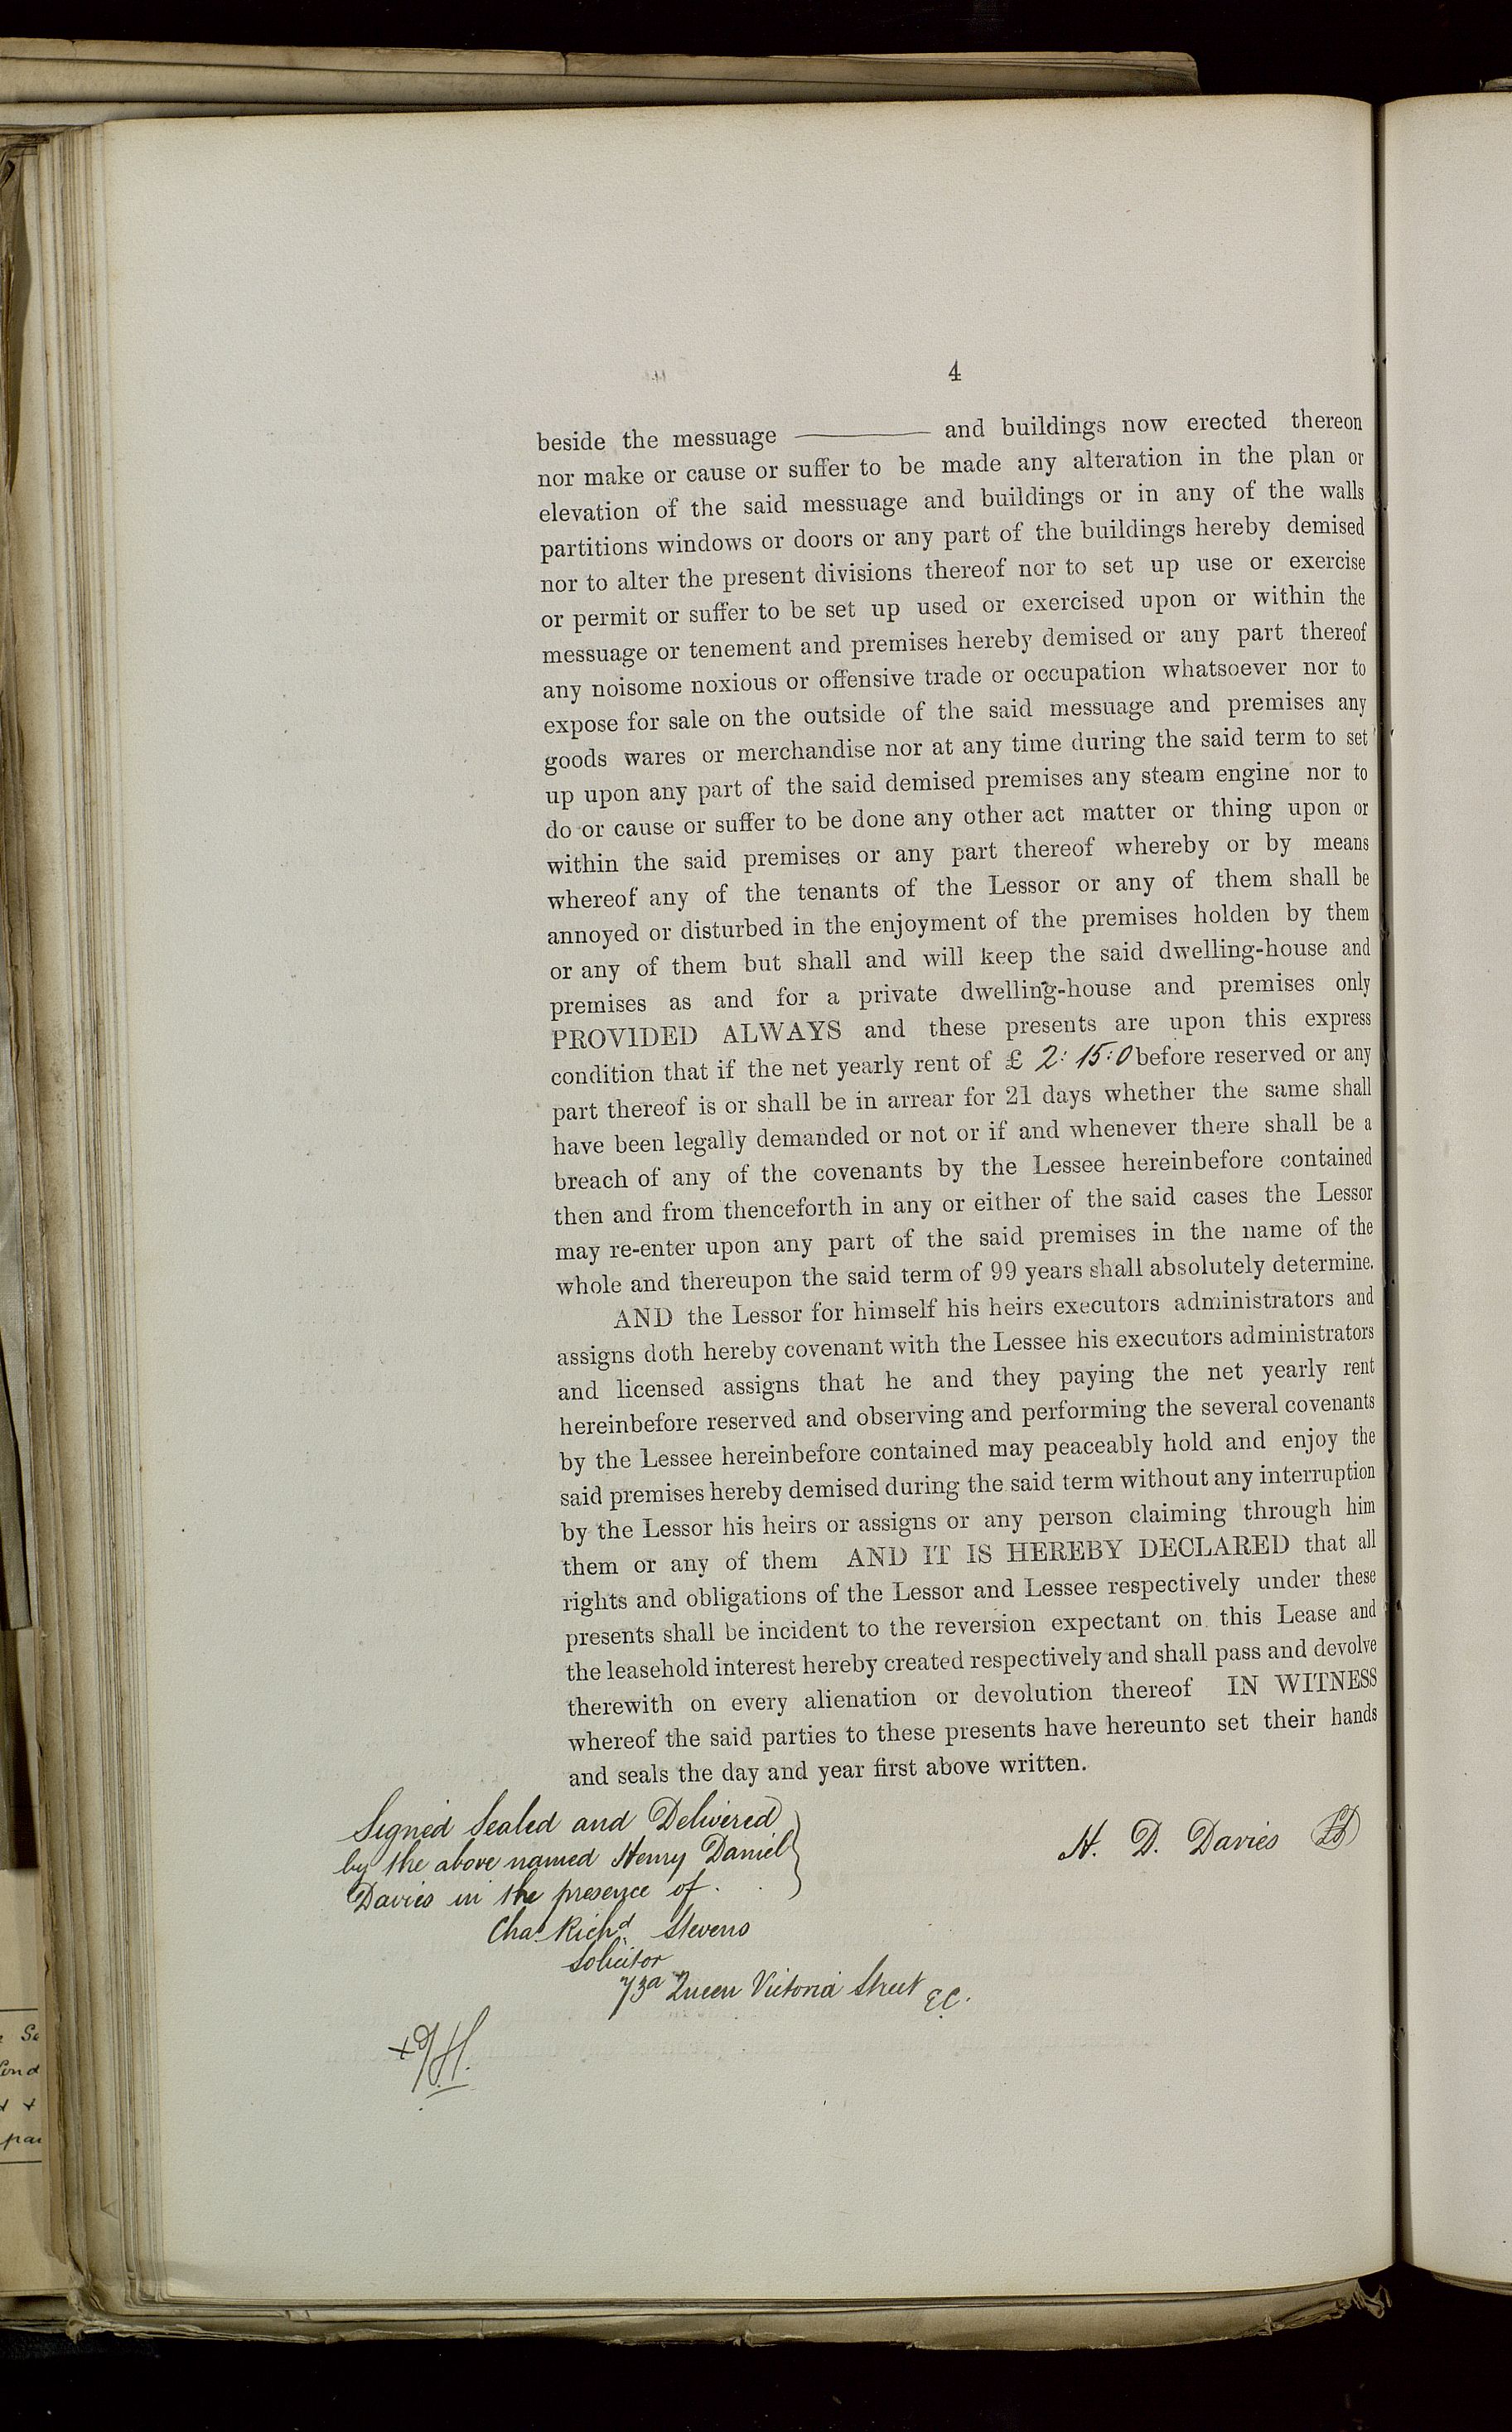 4
beside the messuage ———— and buildings now erected thereon
nor make or cause or suffer to be made any alteration in the plan or
elevation of the said messuage and buildings or in any of the walls
partitions windows or doors or any part of the buildings hereby demised
nor to alter the present divisions thereof nor to set up use or exercise
or permit or suffer to be set up used or exercised upon or within the
messuage or tenement and premises hereby demised or any part thereof
any noisome noxious or offensive trade or occupation whatsoever nor to
expose for sale on the outside of the said messuage and premises any
goods wares or merchandise nor at any time during the said term to set
up upon any part of the said demised premises any steam engine nor to
do or cause or suffer to be done any other act matter or thing upon or
within the said premises or any part thereof whereby or by means
whereof any of the tenants of the Lessor or any of them shall be
annoyed or disturbed in the enjoyment of the premises holden by them
or any of them but shall and will keep the said dwelling-house and
premises as and for a private dwelling-house and premises only
PROVIDED ALWAYS and these presents are upon this express
condition that if the net yearly rent of £ 2:15:0 before reserved or any
part thereof is or shall be in arrear for 21 days whether the same shall
have been legally demanded or not or if and whenever there shall be a
breach of any of the covenants by the Lessee hereinbefore contained
then and from thenceforth in any or either of the said cases the Lessor
may re-enter upon any part of the said premises in the name of the
whole and thereupon the said term of 99 years shall absolutely determine.
AND the Lessor for himself his heirs executors administrators and
assigns doth hereby covenant with the Lessee his executors administrators
and licensed assigns that he and they paying the net yearly rent
hereinbefore reserved and observing and performing the several covenants
by the Lessee hereinbefore contained may peaceably hold and enjoy the
said premises hereby demised during the said term without any interruption
by the Lessor his heirs or assigns or any person claiming through him
them or any of them AND IT IS HEREBY DECLARED that all
rights and obligations of the Lessor and Lessee respectively under these
presents shall be incident to the reversion expectant on this Lease and
the leasehold interest hereby created respectively and shall pass and devolve
therewith on every alienation or devolution thereof IN WITNESS
whereof the said parties to these presents have hereunto set their hands
and seals the day and year first above written.
Signed Sealed and Delivered
by the above named Henry Daniel
Davies in the presence of.
H. D. Davies LS
Chas. Richd. Stevens
Solicitor
73a Queen Victoria Street E.C.